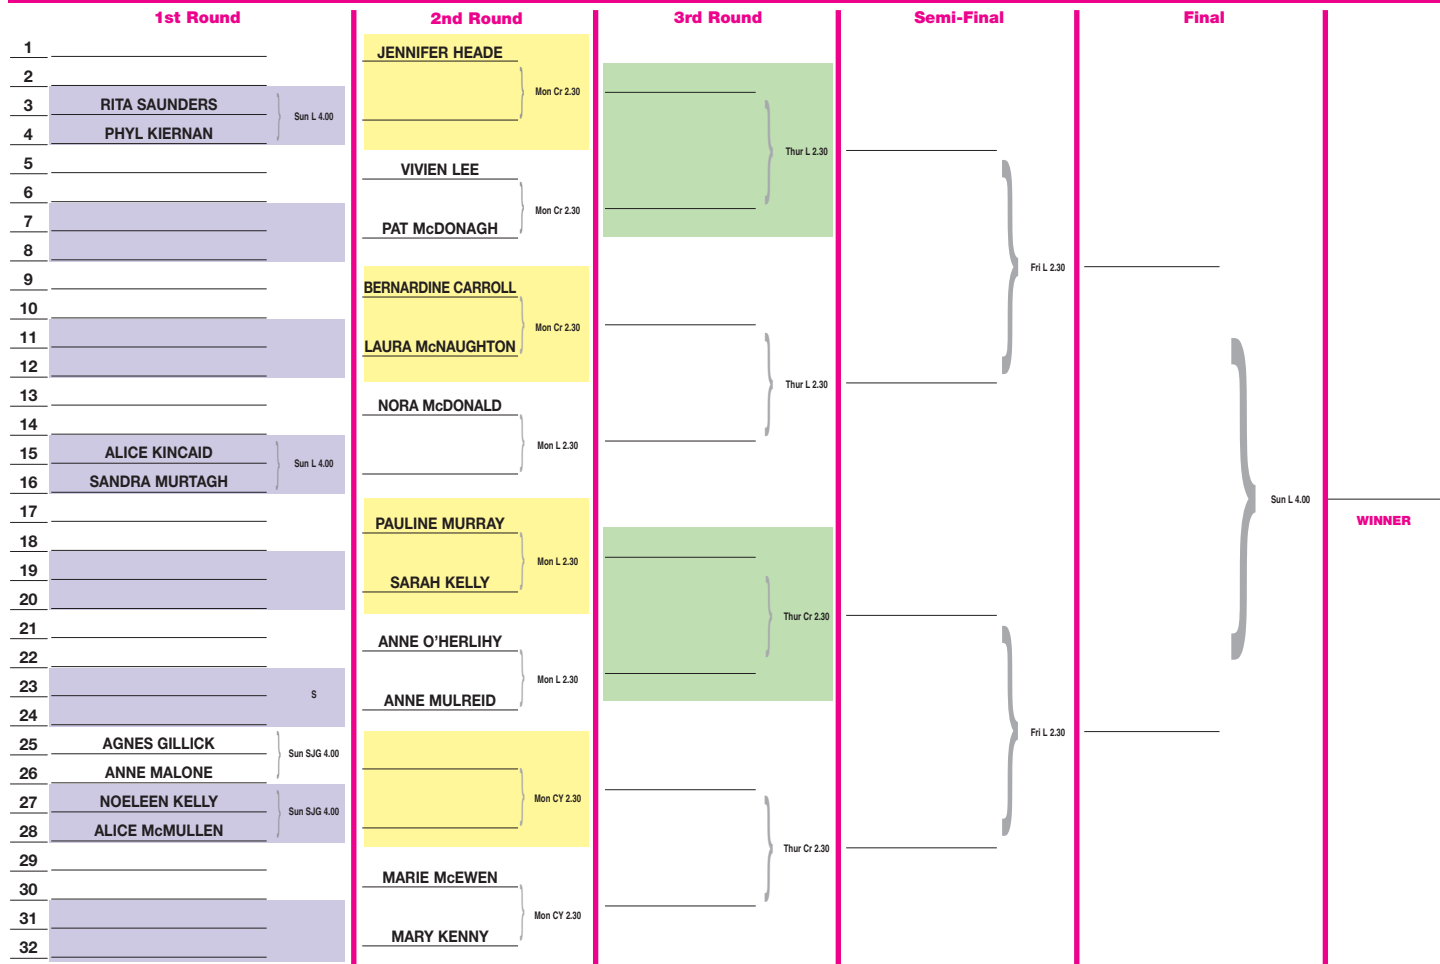 1st Round
2nd Round
3rd Round
Semi-Final
Final
1
2
3 RITA SAUNDERS
4 PHYL KIERNAN
Sun L 4.00
5
6
7
8
9
10
11
12
13
14
15 ALICE KINCAID
16 SANDRA MURTAGH
Sun L 4.00
17
18
19
20
21
22
23
24
S
25 AGNES GILLICK
26 ANNE MALONE
Sun SJG 4.00
27 NOELEEN KELLY
28 ALICE McMULLEN
Sun SJG 4.00
29
30
31
32
JENNIFER HEADE
Mon Cr 2.30
VIVIEN LEE
Mon Cr 2.30
PAT McDONAGH
BERNARDINE CARROLL
Mon Cr 2.30
LAURA McNAUGHTON
NORA McDONALD
Mon L 2.30
PAULINE MURRAY
Mon L 2.30
SARAH KELLY
ANNE O’HERLIHY
Mon L 2.30
ANNE MULREID
Mon CY 2.30
MARIE McEWEN
Mon CY 2.30
MARY KENNY
Thur L 2.30
Thur L 2.30
Thur Cr 2.30
Thur Cr 2.30
Fri L 2.30
Fri L 2.30
Sun L 4.00
WINNER